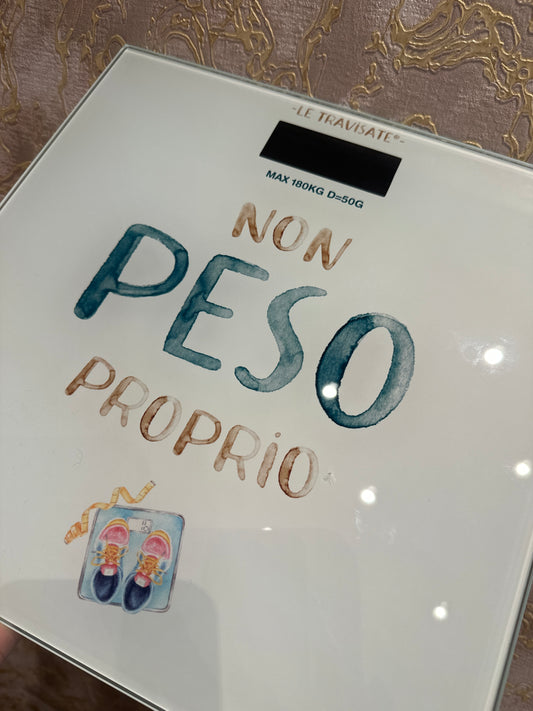 -LE TRAVISATE®-
MAX 180KG D=50G
NON
PESO
PROPRIO